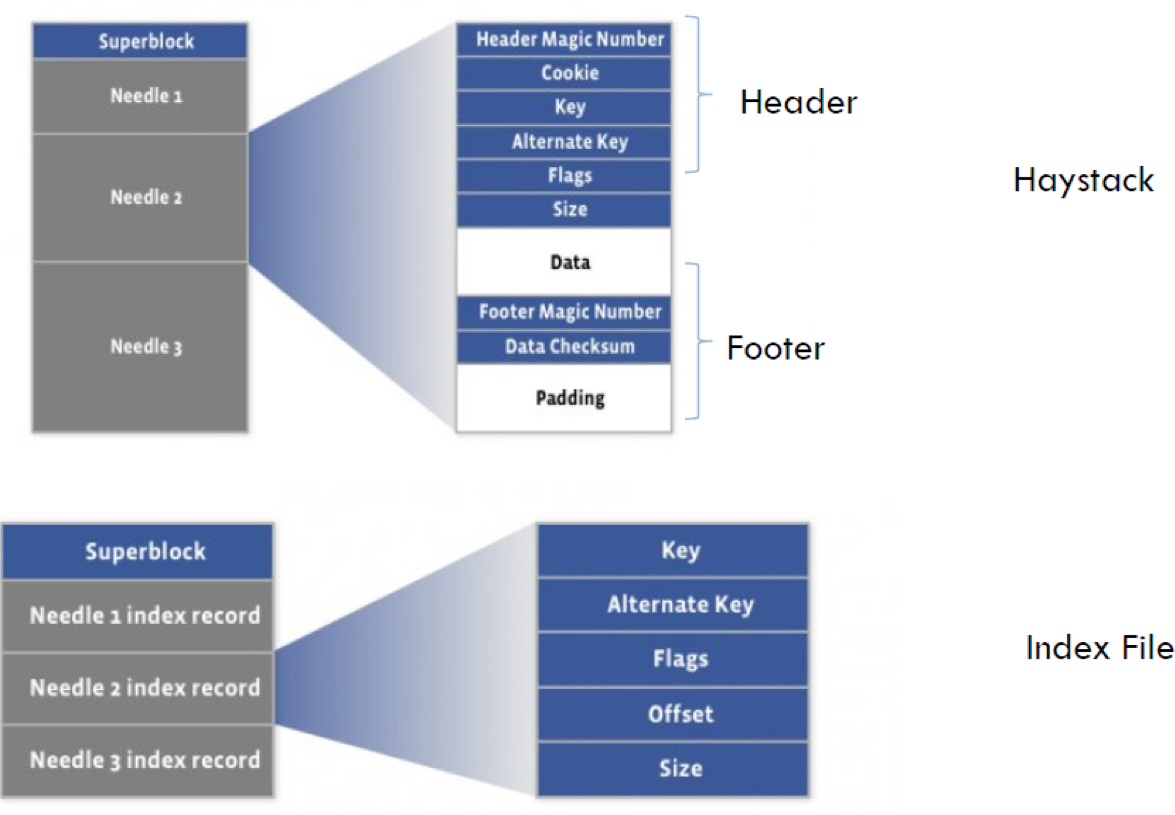 Superblock
Needle 1
Needle 2
Needle 3
Header Magic Number
Cookie
Key
Alternate Key
Flags
Size
Data
Footer Magic Number
Data Checksum
Padding
Header
Footer
Haystack
Superblock
Needle 1 index record
Needle 2 index record
Needle 3 index record
Key
Alternate Key
Flags
Offset
Size
Index File